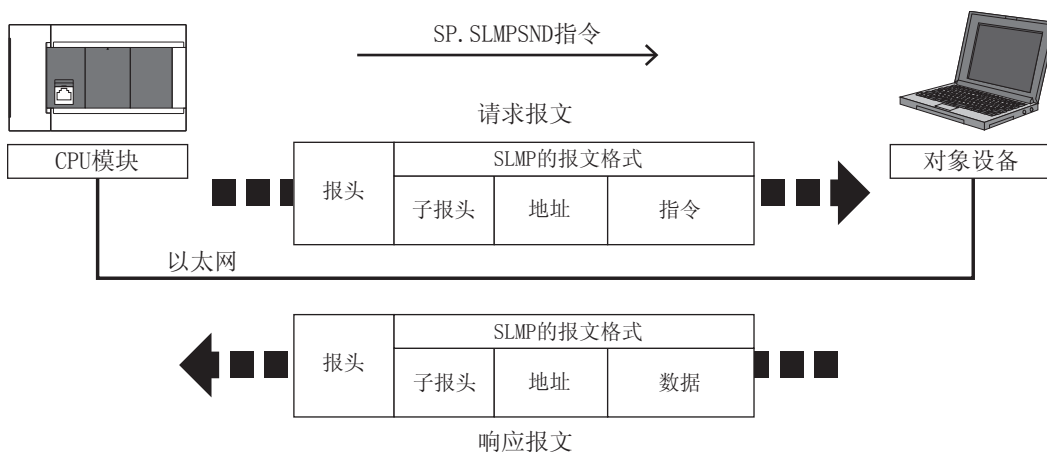 SP.SLMPSND指令
请求报文
CPU模块
对象设备
报头
SLMP的报文格式
子报头
地址
指令
以太网
报头
SLMP的报文格式
子报头
地址
数据
响应报文